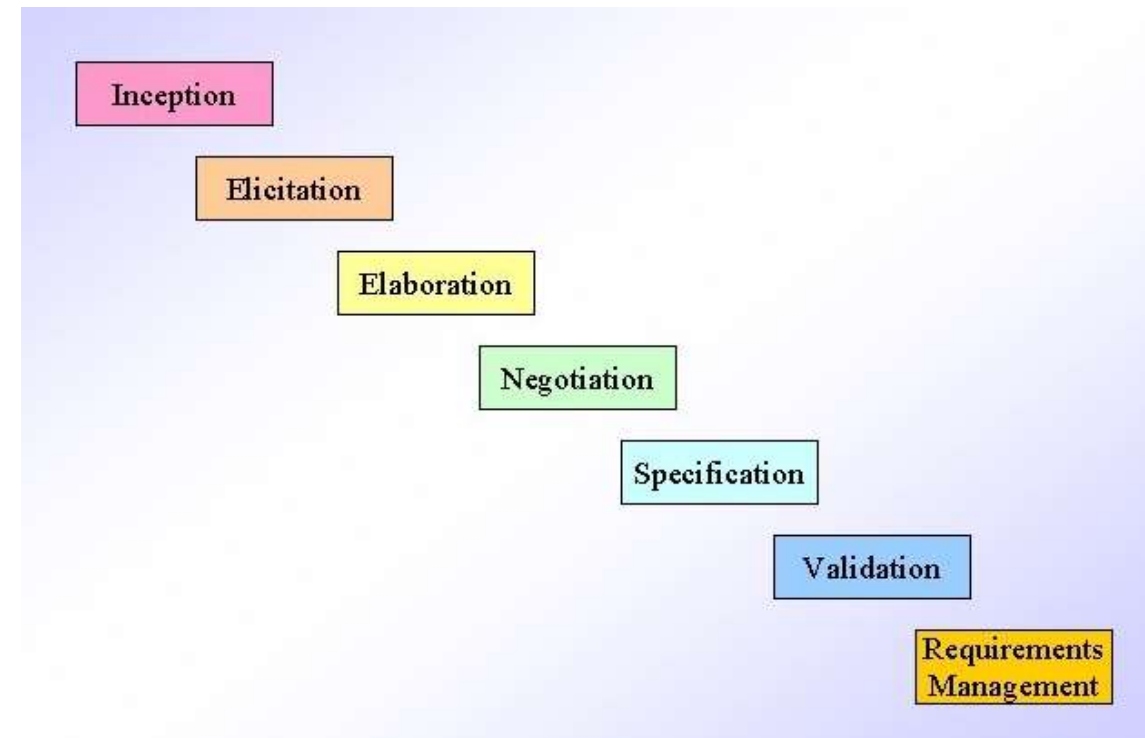 Inception
Elicitation
Elaboration
Negotiation
Specification
Validation
Requirements
Management